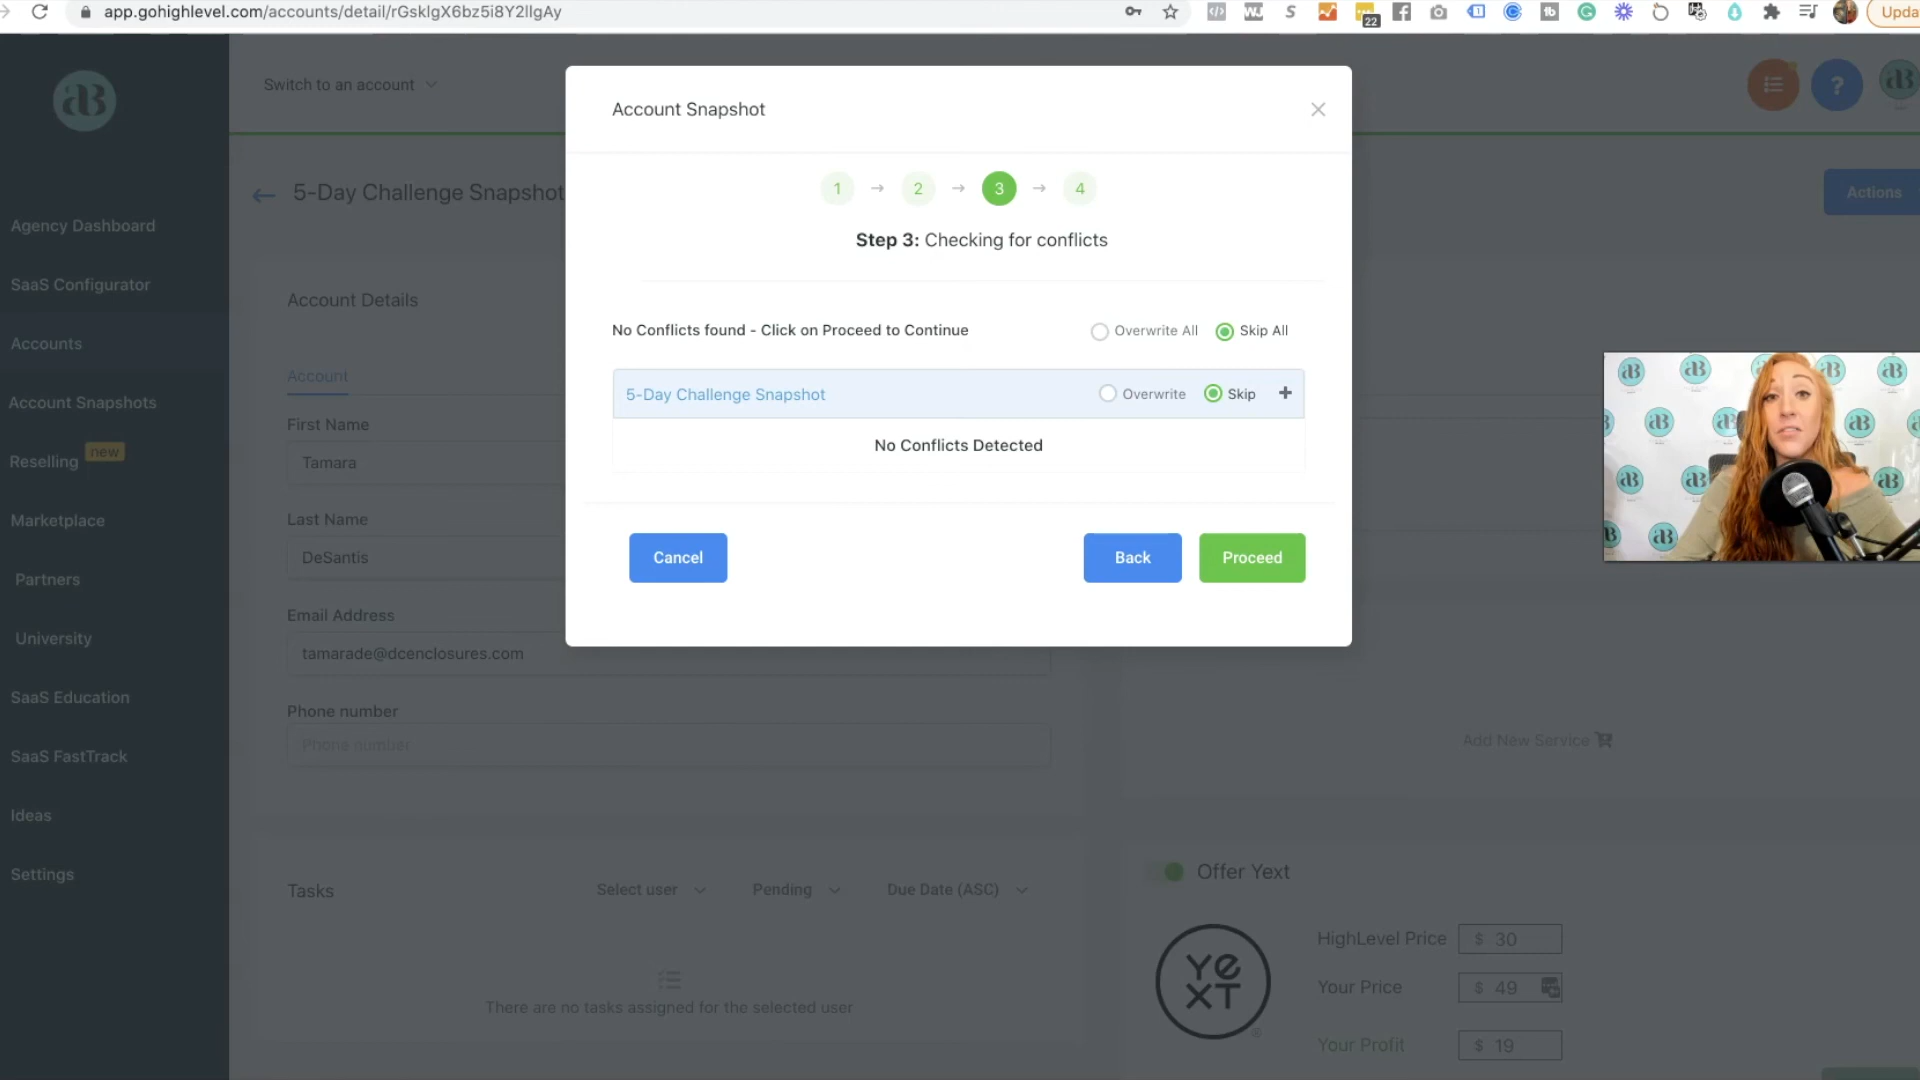 app.gohighlevel.com/accounts/detail/rGsklgX6bz5i8Y2llgAy
22
Upda
aB
Switch to an account
?
aB
5-Day Challenge Snapshot
Actions
Agency Dashboard
SaaS Configurator
Accounts
Account Snapshots
Reselling new
Marketplace
Partners
University
SaaS Education
SaaS FastTrack
Ideas
Settings
Account Details
Account
First Name
Tamara
Last Name
DeSantis
Email Address
tamarade@dcenclosures.com
Phone number
Phone number
Account Snapshot
1 → 2 → 3 → 4
Step 3: Checking for conflicts
No Conflicts found - Click on Proceed to Continue
Overwrite All Skip All
5-Day Challenge Snapshot Overwrite Skip +
No Conflicts Detected
Cancel Back Proceed
Add New Service
Tasks Select user Pending Due Date (ASC)
There are no tasks assigned for the selected user
Offer Yext
YEXT
HighLevel Price $ 30
Your Price $ 49
Your Profit $ 19